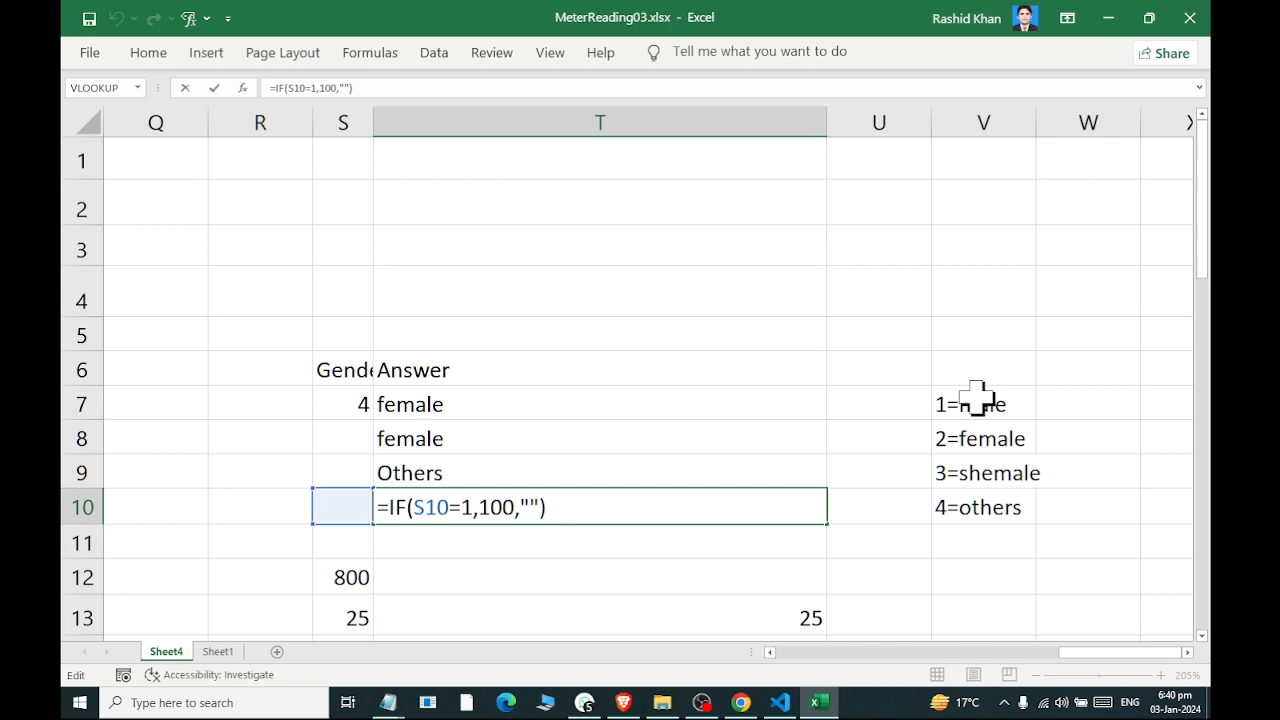 MeterReading03.xlsx - Excel
Rashid Khan
File Home Insert Page Layout Formulas Data Review View Help Tell me what you want to do Share
VLOOKUP fx =IF(S10=1,100,"")
Q R S T U V W
1
2
3
4
5
6 Gende Answer
7 4 female
8 female 2=female
9 Others 3=shemale
10 =IF(S10=1,100,"") 4=others
11
12 800
13 25 25
Sheet4 Sheet1
Edit Accessibility: Investigate 205%
Type here to search 17°C ENG 6:40 pm
03-Jan-2024